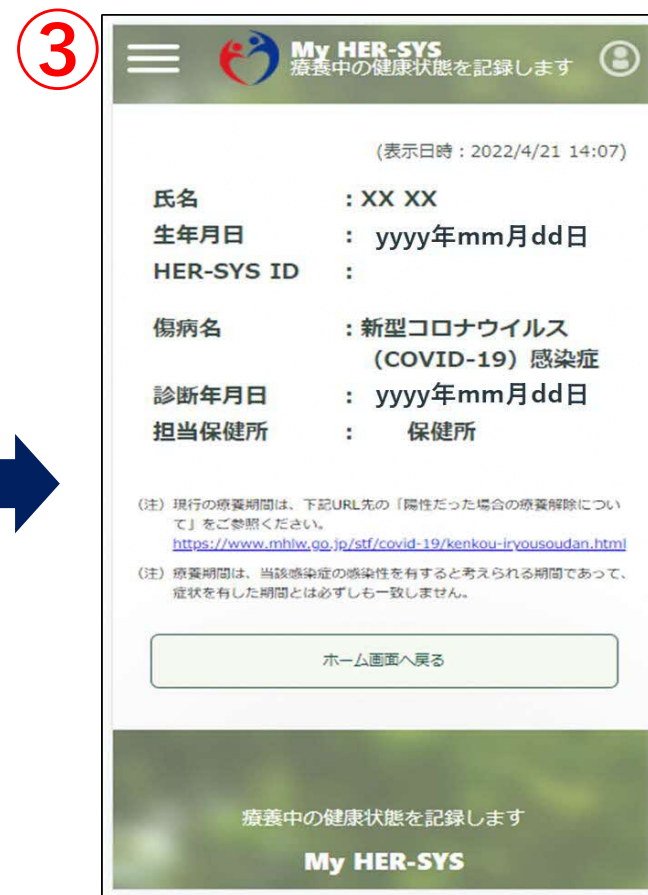 ③
My HER-SYS
療養中の健康状態を記録します
(表示日時：2022/4/21 14:07)
氏名 ：XX XX
生年月日 ： yyyy年mm月dd日
HER-SYS ID ：
傷病名 ：新型コロナウイルス
（COVID-19）感染症
診断年月日 ： yyyy年mm月dd日
担当保健所 ： 保健所
（注）現行の療養期間は、下記URL先の「陽性だった場合の療養解除につい
て」をご参照ください。
https://www.mhlw.go.jp/stf/covid-19/kenkou-iryousoudan.html
（注）療養期間は、当該感染症の感染性を有すると考えられる期間であって、
症状を有した期間とは必ずしも一致しません。
ホーム画面へ戻る
療養中の健康状態を記録します
My HER-SYS